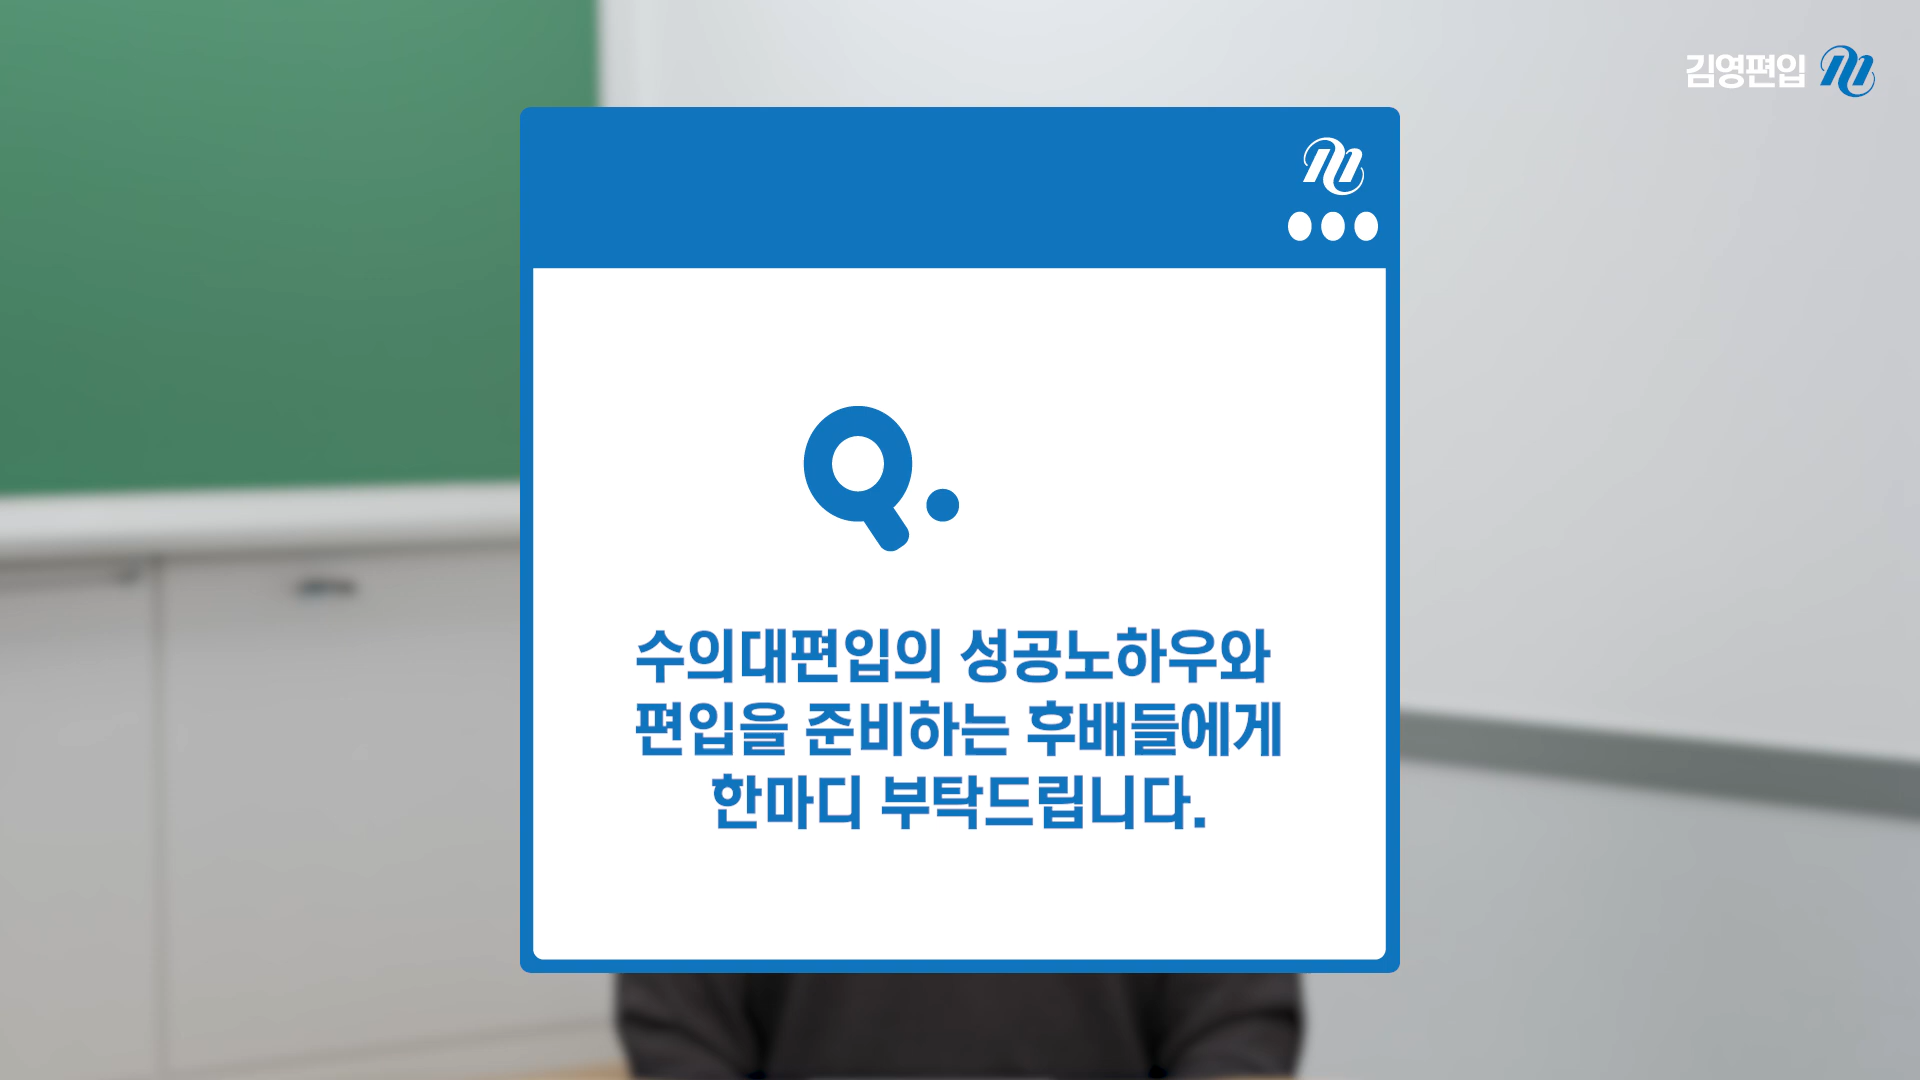 김영편입
Q.
수의대편입의 성공노하우와
편입을 준비하는 후배들에게
한마디 부탁드립니다.